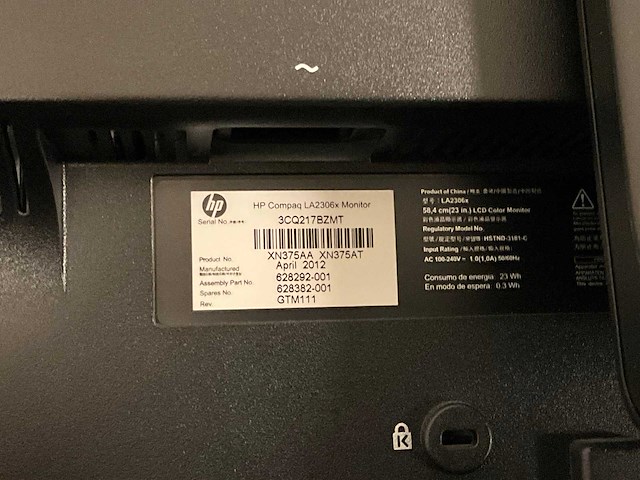 ~
hp
HP Compaq LA2306x Monitor
Serial No.
3CQ217BZMT
Product No.
XN375AA XN375AT
Manufactured
April 2012
Assembly Part No.
628292-001
Spares No.
628382-001
Rev.
GTM111
Product of China /
型號 : LA2306x
58,4 cm(23 in.) LCD Color Monitor
Regulatory Model No.
HSTND-3181-C
Input Rating /
AC 100-240V ~ 1.0(1,0A) 50/60Hz
Consumo de energia: 23 Wh
En modo de espera: 0.3 Wh
K